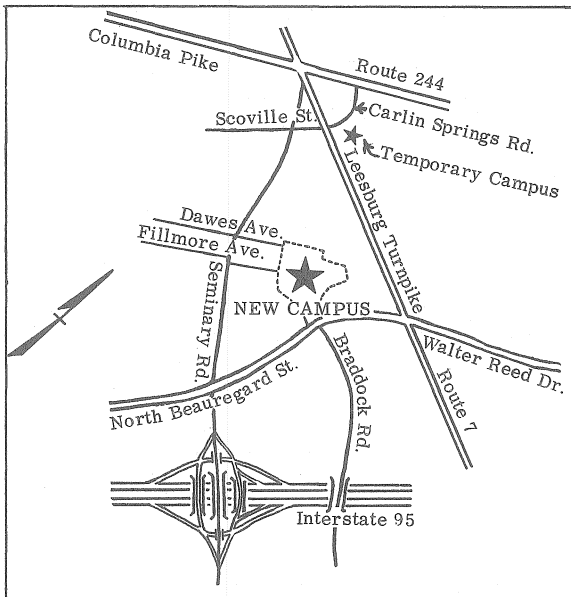 Columbia Pike
Route 244
Scoville St.
Carlin Springs Rd.
Temporary Campus
Leesburg Turnpike
Dawes Ave.
Fillmore Ave.
Seminary Rd.
NEW CAMPUS
Walter Reed Dr.
Braddock Rd.
Route 7
North Beauregard St.
Interstate 95